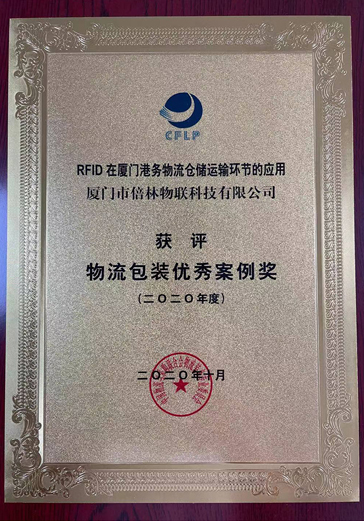 CFLP
RFID 在厦门港务物流仓储运输环节的应用
厦门市倍林物联科技有限公司
获 评
物流包装优秀案例奖
(二〇二〇年度)
二〇二〇年十月